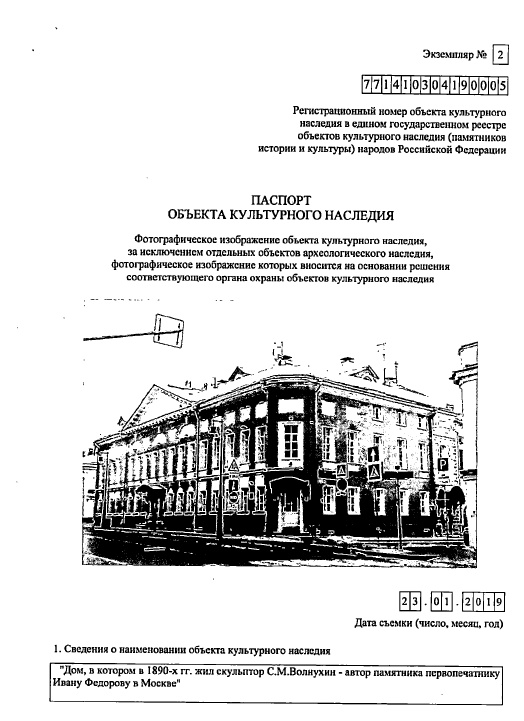 Экземпляр № 2
771410304190005
Регистрационный номер объекта культурного
наследия в едином государственном реестре
объектов культурного наследия (памятников
истории и культуры) народов Российской Федерации
ПАСПОРТ
ОБЪЕКТА КУЛЬТУРНОГО НАСЛЕДИЯ
Фотографическое изображение объекта культурного наследия,
за исключением отдельных объектов археологического наследия,
фотографическое изображение которых вносится на основании решения
соответствующего органа охраны объектов культурного наследия
P
23.01.2019
Дата съемки (число, месяц, год)
1. Сведения о наименовании объекта культурного наследия
"Дом, в котором в 1890-х гг. жил скульптор С.М.Волнухин - автор памятника первопечатнику
Ивану Федорову в Москве"